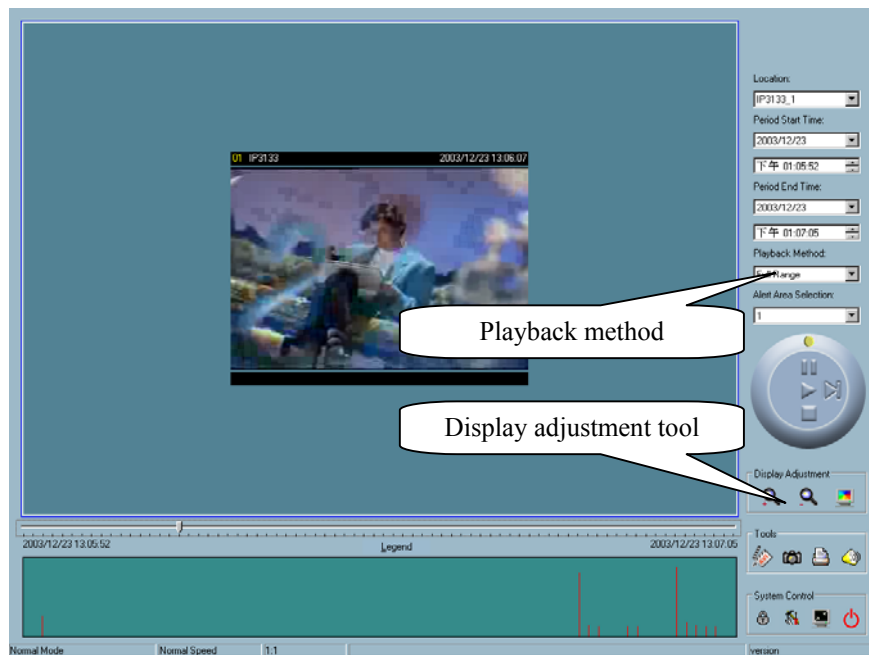 01 IP3133 2003/12/23 13:06:07
Location:
IP3133_1
Period Start Time:
2003/12/23
下午 01:05:52
Period End Time:
2003/12/23
下午 01:07:05
Playback Method:
Full Range
Alert Area Selection:
1
Playback method
Display adjustment tool
Display Adjustment
2003/12/23 13:05:52 Legend 2003/12/23 13:07:05
Tools
System Control
Normal Mode Normal Speed 1:1 version